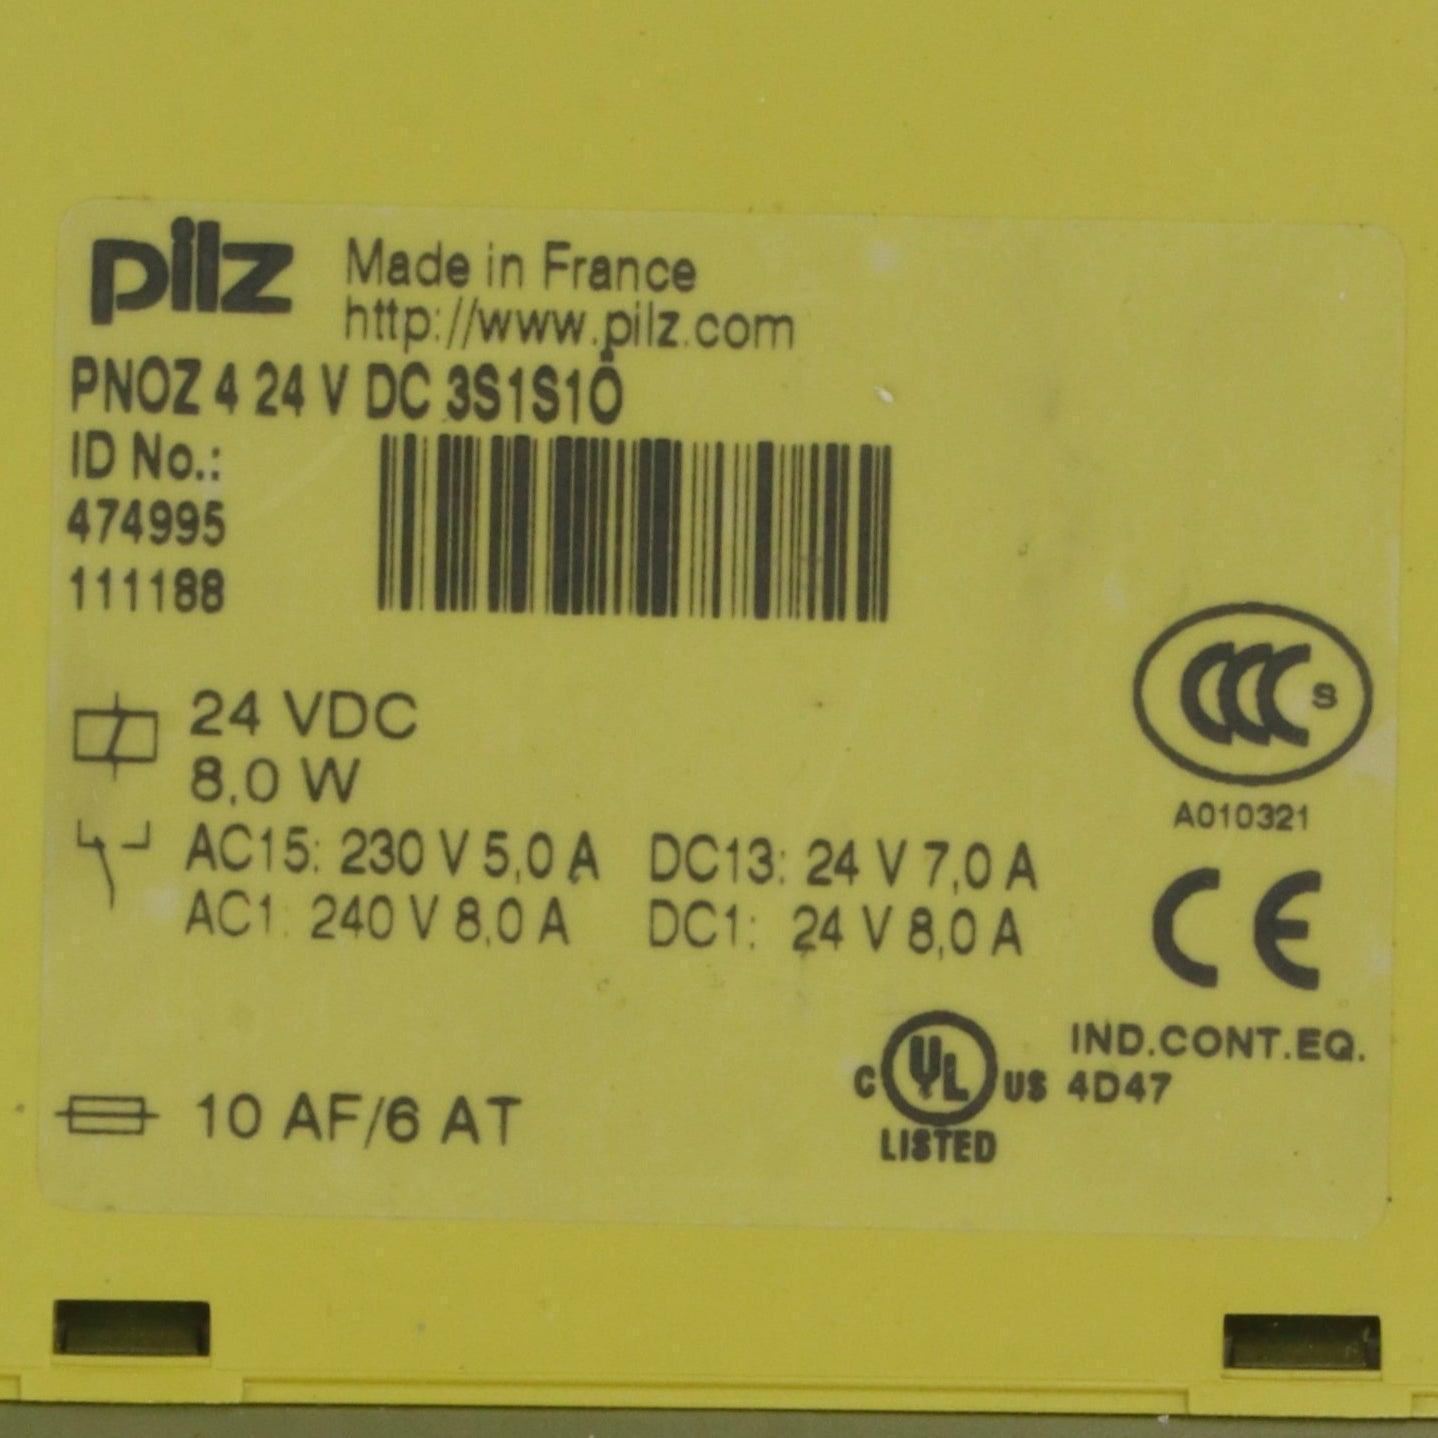 pilz
Made in France
http://www.pilz.com
PNOZ 4 24 V DC 3S1S1Ö
ID No.:
474995
111188
24 VDC
8,0 W
AC15: 230 V 5,0 A DC13: 24 V 7,0 A
AC1: 240 V 8,0 A DC1: 24 V 8,0 A
CCC S
A010321
CE
10 AF/6 AT
C UL US IND.CONT.EQ.
4D47
LISTED